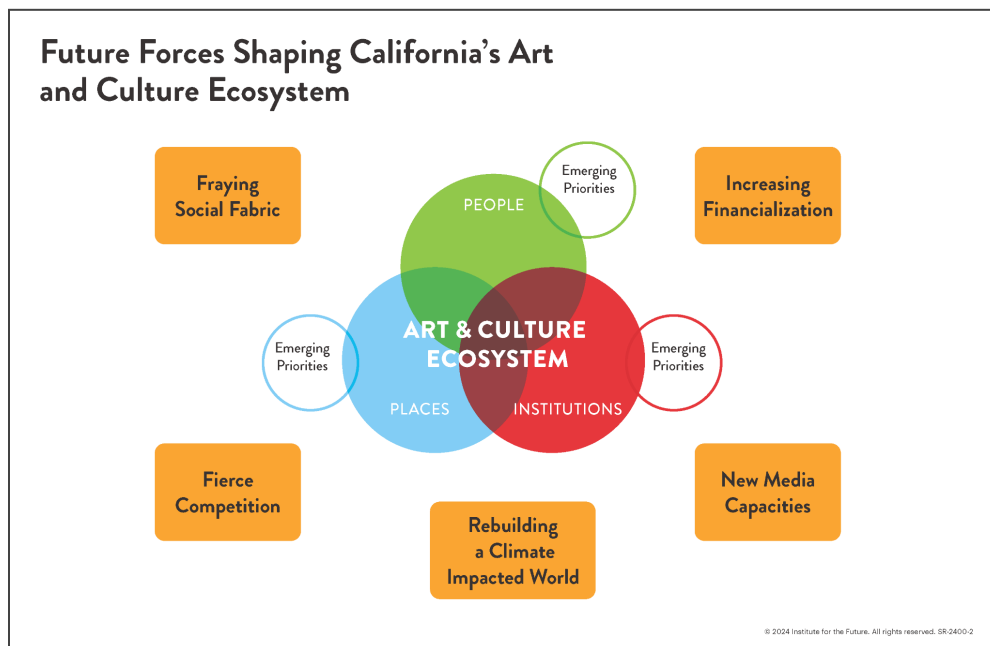 Future Forces Shaping California’s Art
and Culture Ecosystem
Fraying
Social Fabric
Emerging
Priorities
Increasing
Financialization
PEOPLE
ART & CULTURE
ECOSYSTEM
Emerging
Priorities
Emerging
Priorities
PLACES
INSTITUTIONS
Fierce
Competition
New Media
Capacities
Rebuilding
a Climate
Impacted World
© 2024 Institute for the Future. All rights reserved. SR-2400-2